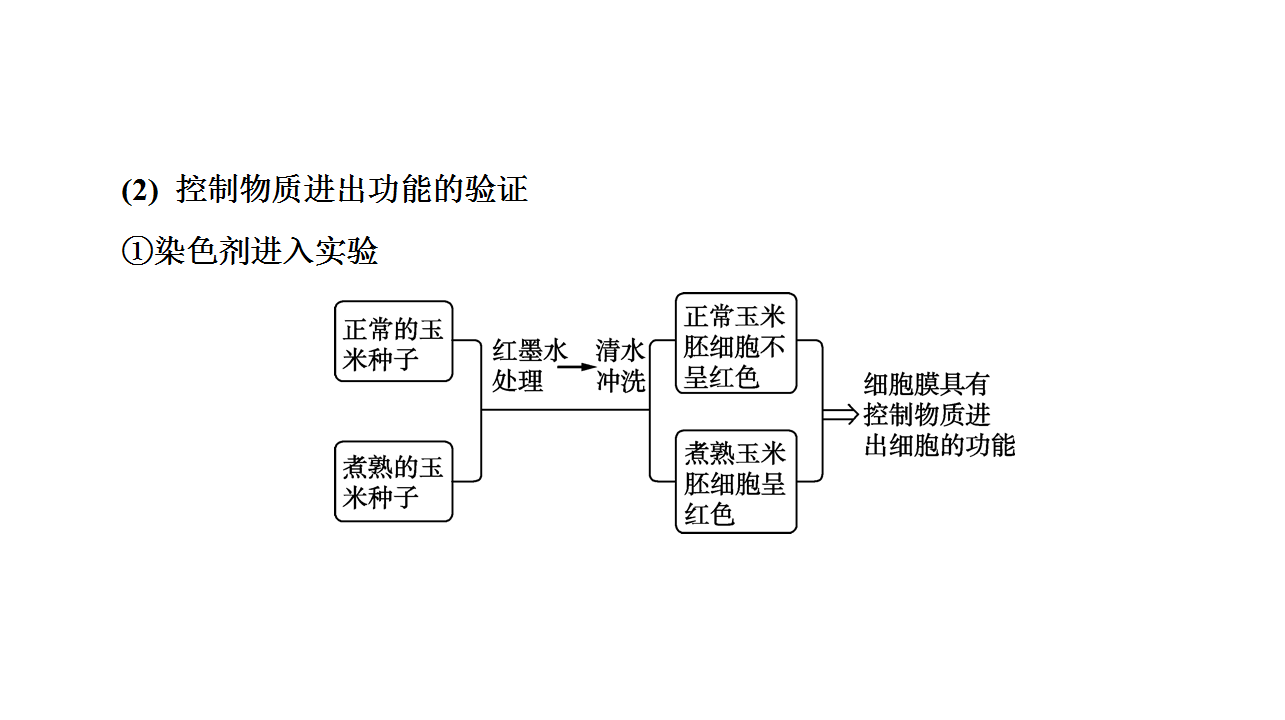 (2) 控制物质进出功能的验证
①染色剂进入实验
正常的玉
米种子
煮熟的玉
米种子
红墨水
处理
清水
冲洗
正常玉米
胚细胞不
呈红色
煮熟玉米
胚细胞呈
红色
细胞膜具有
控制物质进
出细胞的功能